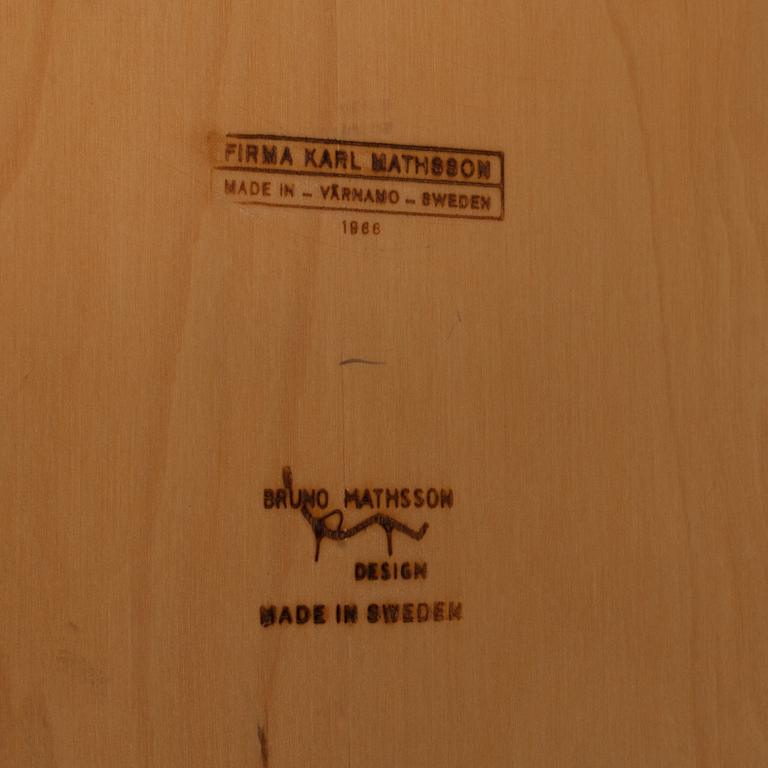 FIRMA KARL MATHSSON
MADE IN – VÄRNAMO – SWEDEN
1966
BRUNO MATHSSON
DESIGN
MADE IN SWEDEN